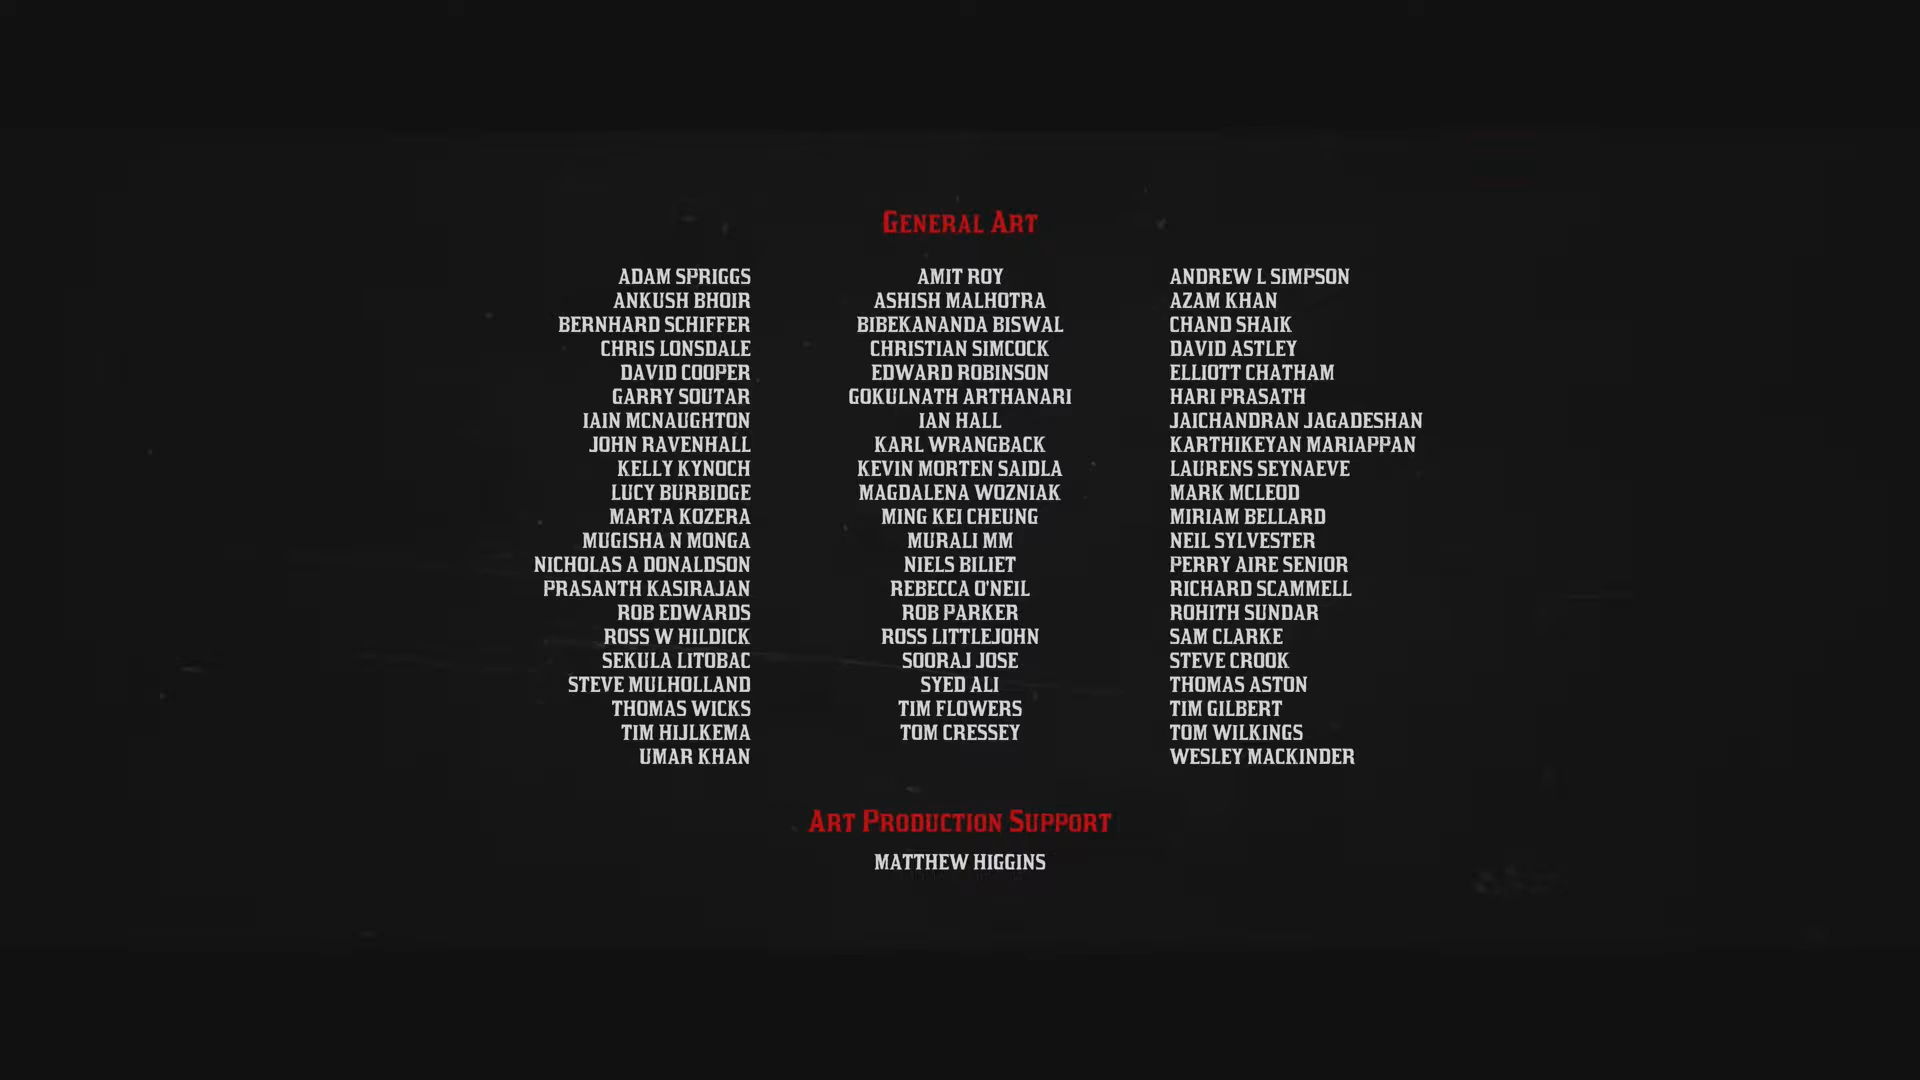 General Art
ADAM SPRIGGS AMIT ROY ANDREW L SIMPSON
ANKUSH BHOIR ASHISH MALHOTRA AZAM KHAN
BERNHARD SCHIFFER BIBEKANANDA BISWAL CHAND SHAIK
CHRIS LONSDALE CHRISTIAN SIMCOCK DAVID ASTLEY
DAVID COOPER EDWARD ROBINSON ELLIOTT CHATHAM
GARRY SOUTAR GOKULNATH ARTHANARI HARI PRASATH
IAIN MCNAUGHTON IAN HALL JAICHANDRAN JAGADESHAN
JOHN RAVENHALL KARL WRANGBACK KARTHIKEYAN MARIAPPAN
KELLY KYNOCH KEVIN MORTEN SAIDLA LAURENS SEYNAEVE
LUCY BURBIDGE MAGDALENA WOZNIAK MARK MCLEOD
MARTA KOZERA MING KEI CHEUNG MIRIAM BELLARD
MUGISHA N MONGA MURALI MM NEIL SYLVESTER
NICHOLAS A DONALDSON NIELS BILIET PERRY AIRE SENIOR
PRASANTH KASIRAJAN REBECCA O'NEIL RICHARD SCAMMELL
ROB EDWARDS ROB PARKER ROHITH SUNDAR
ROSS W HILDICK ROSS LITTLEJOHN SAM CLARKE
SEKULA LITOBAC SOORAJ JOSE STEVE CROOK
STEVE MULHOLLAND SYED ALI THOMAS ASTON
THOMAS WICKS TIM FLOWERS TIM GILBERT
TIM HIJLKEMA TOM CRESSEY TOM WILKINGS
UMAR KHAN WESLEY MACKINDER
Art Production Support
MATTHEW HIGGINS